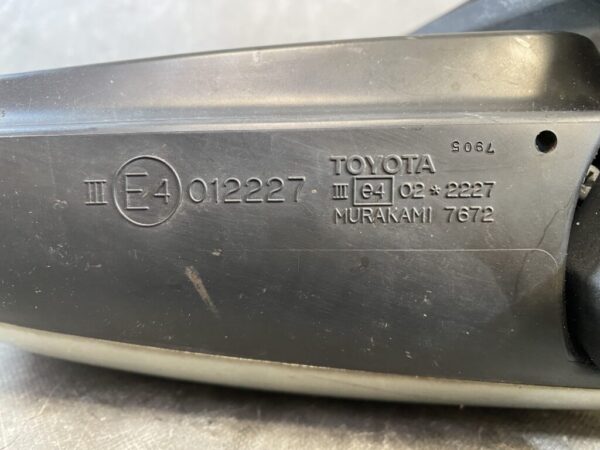 III E4 012227
7905
TOYOTA
III e4 02*2227
MURAKAMI 7672